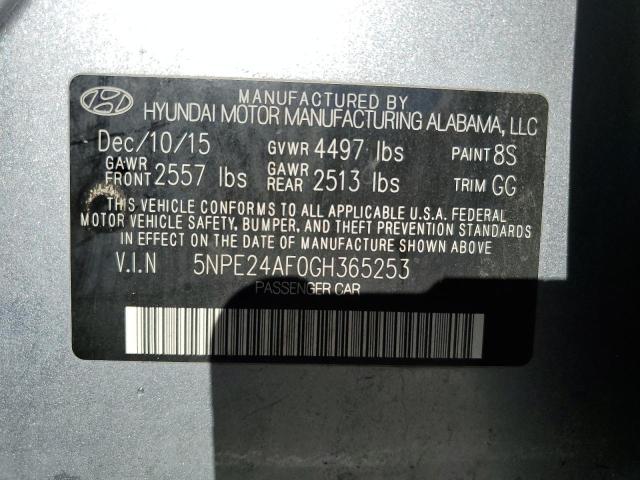 MANUFACTURED BY
HYUNDAI MOTOR MANUFACTURING ALABAMA, LLC
Dec/10/15 GVWR 4497 lbs PAINT 8S
GAWR FRONT 2557 lbs GAWR REAR 2513 lbs TRIM GG
THIS VEHICLE CONFORMS TO ALL APPLICABLE U.S.A. FEDERAL
MOTOR VEHICLE SAFETY, BUMPER, AND THEFT PREVENTION STANDARDS
IN EFFECT ON THE DATE OF MANUFACTURE SHOWN ABOVE.
V.I.N 5NPE24AF0GH365253
PASSENGER CAR